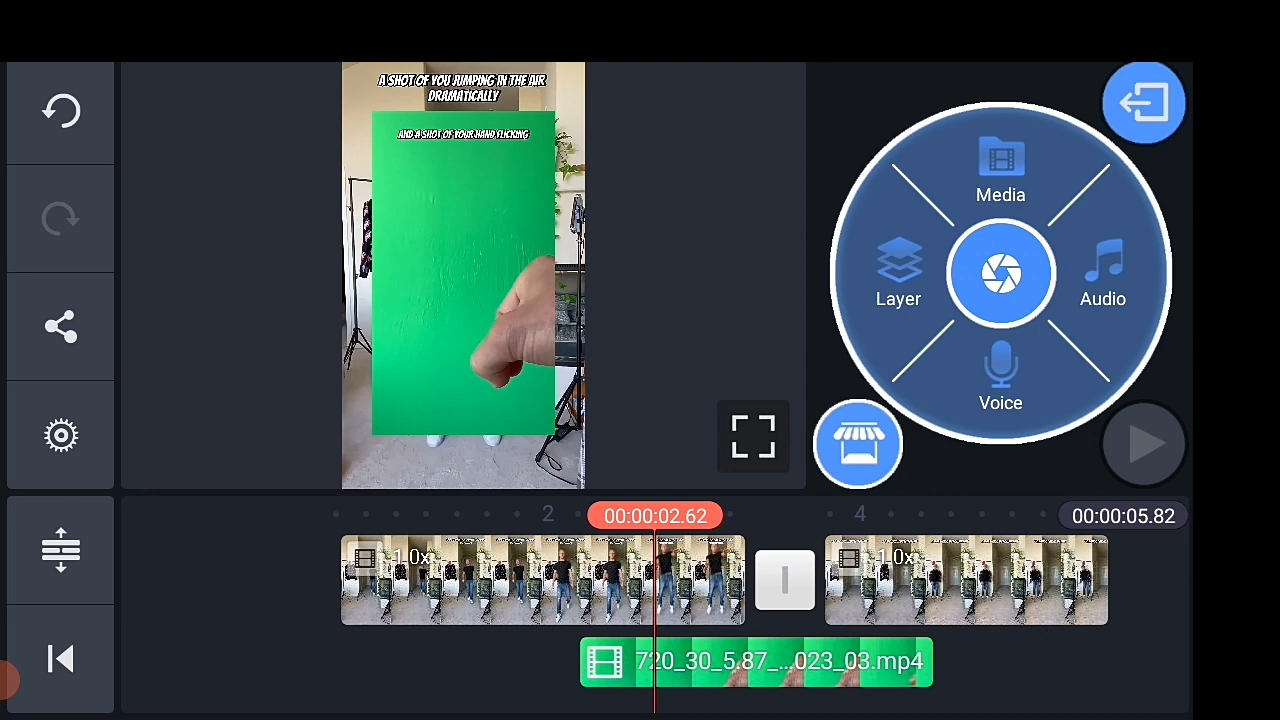 A SHOT OF YOU JUMPING IN THE AIR
DRAMATICALLY
AND A SHOT OF YOUR HAND FLICKING
Media
Layer
Audio
Voice
2
00:00:02.62
4
00:00:05.82
1.0x
1.0x
720_30_5.87_...023_03.mp4